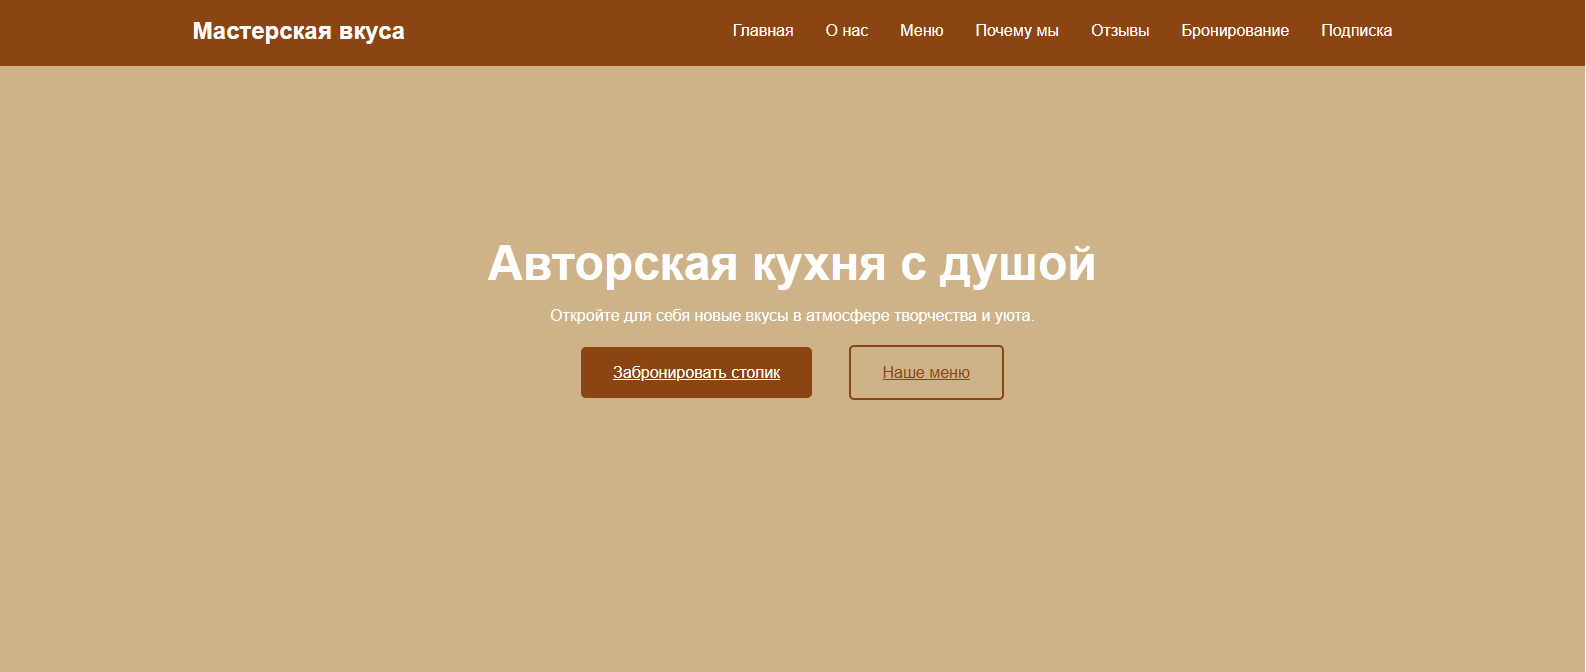 Мастерская вкуса
Главная О нас Меню Почему мы Отзывы Бронирование Подписка
Авторская кухня с душой
Откройте для себя новые вкусы в атмосфере творчества и уюта.
Забронировать столик Наше меню